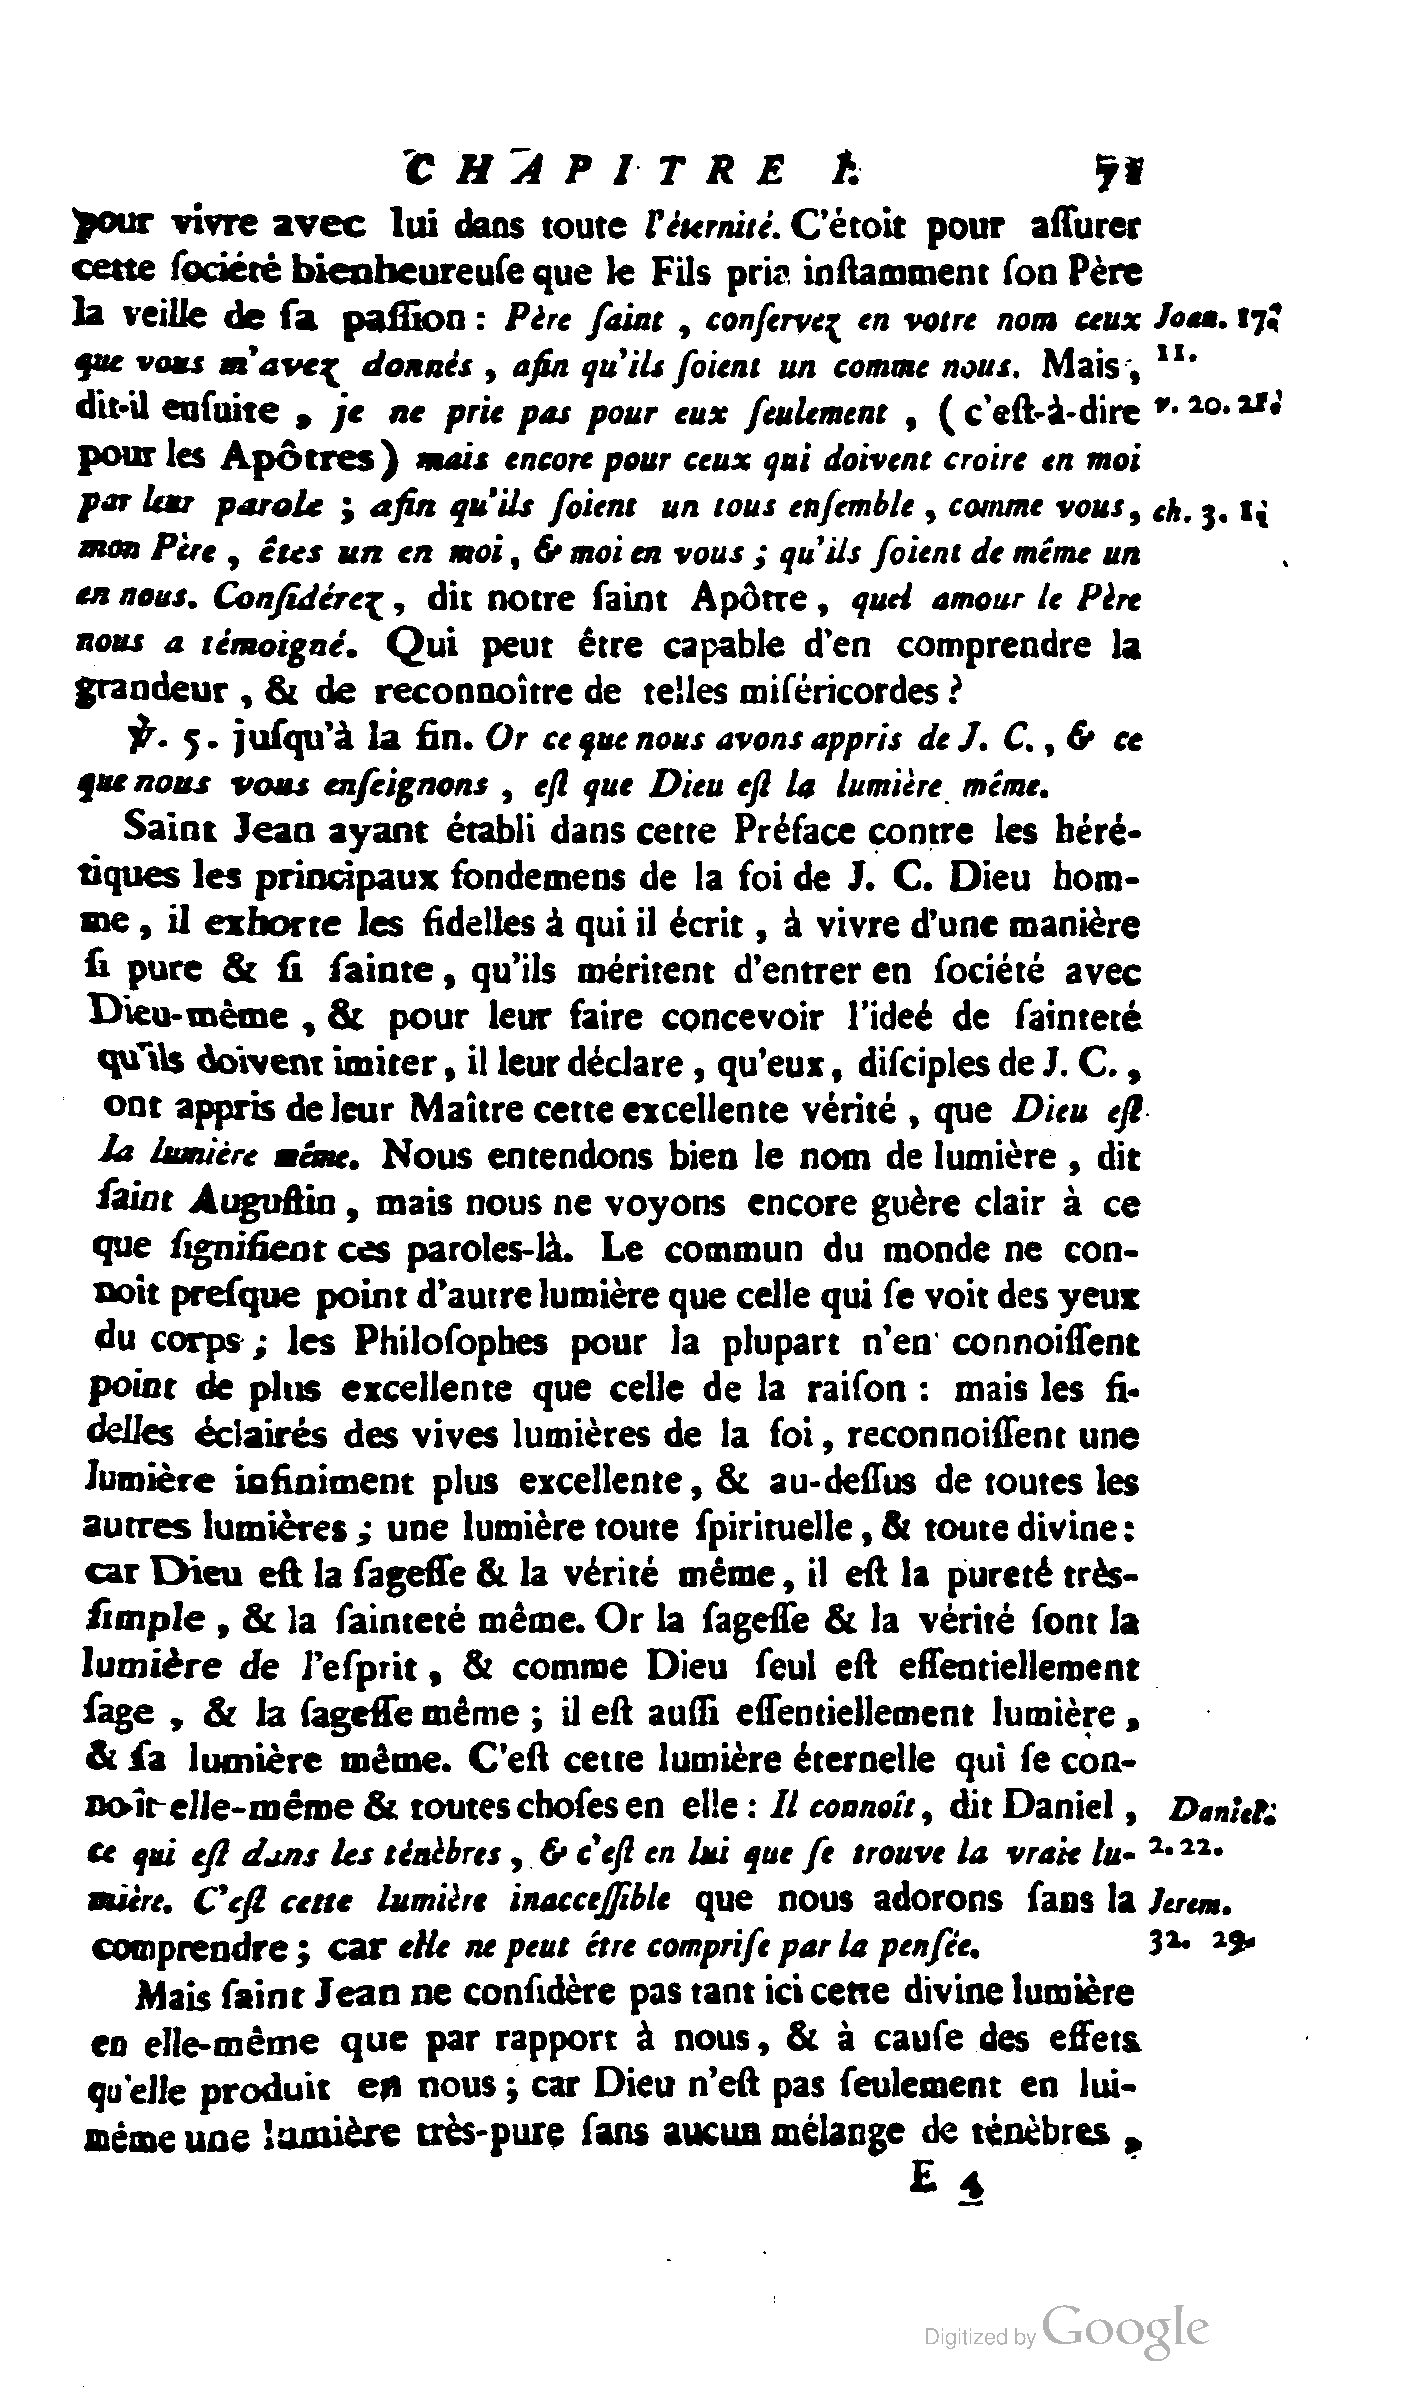 CHAPITRE I. 71
pour vivre avec lui dans toute l'éternité. C'étoit pour aſſurer
cette ſociété bienheureuſe que le Fils pria inſtamment ſon Père
la veille de ſa paſſion : Père ſaint , conſervez en votre nom ceux
Joan. 17.
que vous m'avez donnés , afin qu'ils ſoient un comme nous. Mais ,
11.
dit-il enſuite , je ne prie pas pour eux ſeulement , ( c'eſt-à-dire
v. 20. 21.
pour les Apôtres) mais encore pour ceux qui doivent croire en moi
par leur parole ; afin qu'ils ſoient un tous enſemble , comme vous,
ch. 3. 1.
mon Père , êtes un en moi, & moi en vous ; qu'ils ſoient de même un
en nous. Conſidérez, dit notre ſaint Apôtre, quel amour le Père
nous a témoigné. Qui peut être capable d'en comprendre la
grandeur , & de reconnoître de telles miſéricordes ?
℣. 5. juſqu'à la fin. Or ce que nous avons appris de J. C., & ce
que nous vous enſeignons , eſt que Dieu eſt la lumière même.
Saint Jean ayant établi dans cette Préface contre les héré-
tiques les principaux fondemens de la foi de J. C. Dieu hom-
me , il exhorte les fidelles à qui il écrit , à vivre d'une manière
ſi pure & ſi ſainte, qu'ils méritent d'entrer en ſociété avec
Dieu-même , & pour leur faire concevoir l'ideé de ſainteté
qu'ils doivent imiter, il leur déclare , qu'eux, diſciples de J. C.,
ont appris de leur Maître cette excellente vérité , que Dieu eſt
la lumière même. Nous entendons bien le nom de lumière , dit
ſaint Auguſtin, mais nous ne voyons encore guère clair à ce
que ſignifient ces paroles-là. Le commun du monde ne con-
noit preſque point d'autre lumière que celle qui ſe voit des yeux
du corps ; les Philoſophes pour la plupart n'en connoiſſent
point de plus excellente que celle de la raiſon : mais les fi-
delles éclairés des vives lumières de la foi, reconnoiſſent une
lumière infiniment plus excellente, & au-deſſus de toutes les
autres lumières ; une lumière toute ſpirituelle, & toute divine :
car Dieu eſt la ſageſſe & la vérité même, il eſt la pureté très-
ſimple , & la ſainteté même. Or la ſageſſe & la vérité ſont la
lumière de l'eſprit, & comme Dieu ſeul eſt eſſentiellement
ſage , & la ſageſſe même ; il eſt auſſi eſſentiellement lumière ,
& ſa lumière même. C'eſt cette lumière éternelle qui ſe con-
noît elle-même & toutes choſes en elle : Il connoît, dit Daniel ,
Daniel.
ce qui eſt dans les ténèbres , & c'eſt en lui que ſe trouve la vraie lu-
2. 22.
mière. C'eſt cette lumière inacceſſible que nous adorons ſans la
Jerem.
comprendre ; car elle ne peut être compriſe par la penſée.
32. 29.
Mais ſaint Jean ne conſidère pas tant ici cette divine lumière
en elle-même que par rapport à nous, & à cauſe des effets
qu'elle produit en nous ; car Dieu n'eſt pas ſeulement en lui-
même une lumière très-pure ſans aucun mélange de ténèbres ,
E 4
Digitized by Google